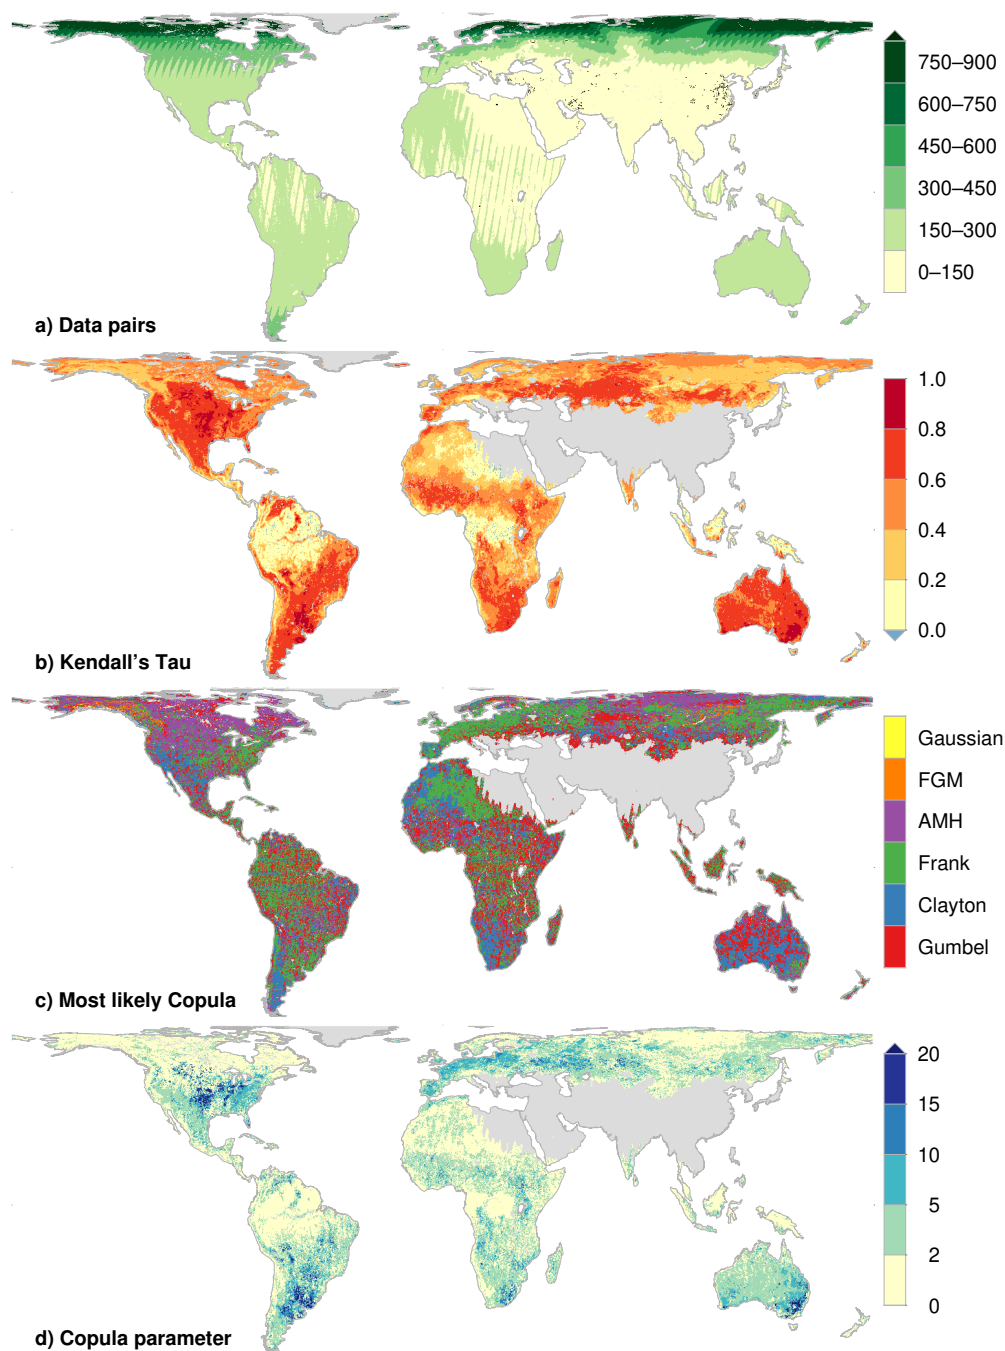 750–900
600–750
450–600
300–450
150–300
0–150
a) Data pairs
1.0
0.8
0.6
0.4
0.2
0.0
b) Kendall's Tau
Gaussian
FGM
AMH
Frank
Clayton
Gumbel
c) Most likely Copula
20
15
10
5
2
0
d) Copula parameter